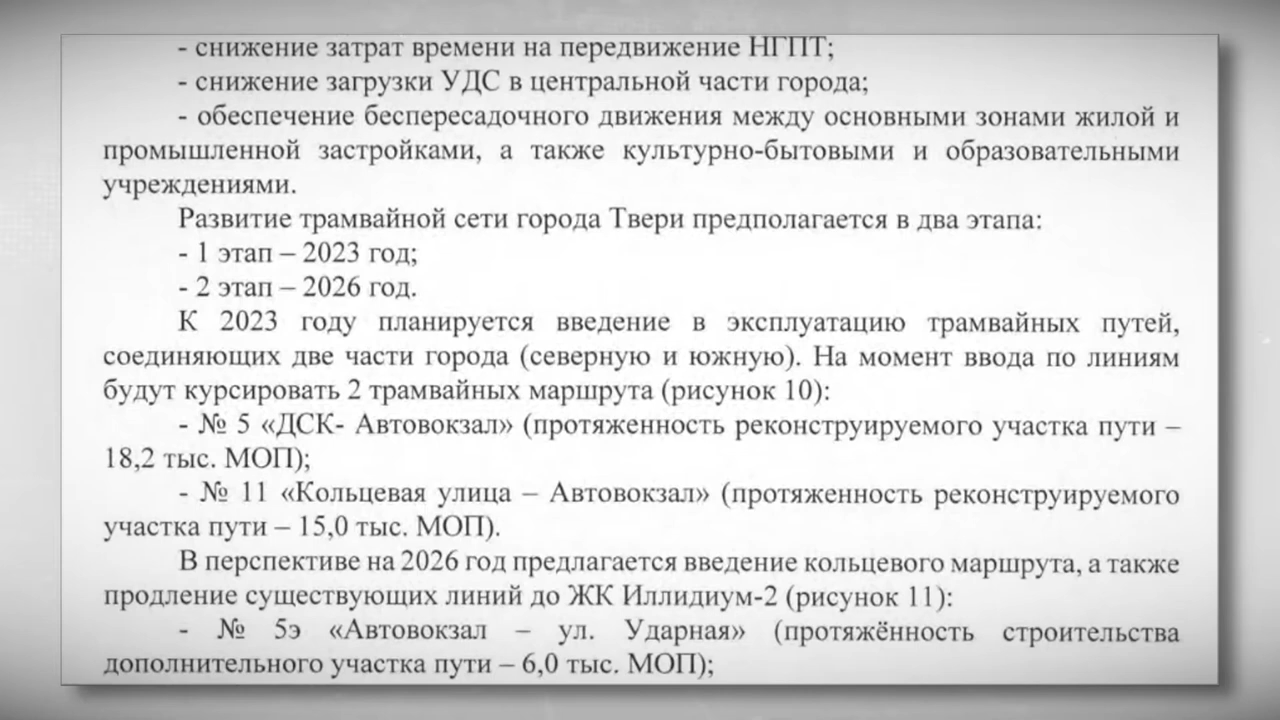 - снижение затрат времени на передвижение НГПТ;
- снижение загрузки УДС в центральной части города;
- обеспечение беспересадочного движения между основными зонами жилой и
промышленной застройками, а также культурно-бытовыми и образовательными
учреждениями.
Развитие трамвайной сети города Твери предполагается в два этапа:
- 1 этап – 2023 год;
- 2 этап – 2026 год.
К 2023 году планируется введение в эксплуатацию трамвайных путей,
соединяющих две части города (северную и южную). На момент ввода по линиям
будут курсировать 2 трамвайных маршрута (рисунок 10):
- № 5 «ДСК- Автовокзал» (протяженность реконструируемого участка пути –
18,2 тыс. МОП);
- № 11 «Кольцевая улица – Автовокзал» (протяженность реконструируемого
участка пути – 15,0 тыс. МОП).
В перспективе на 2026 год предлагается введение кольцевого маршрута, а также
продление существующих линий до ЖК Иллидиум-2 (рисунок 11):
- № 5э «Автовокзал – ул. Ударная» (протяжённость строительства
дополнительного участка пути – 6,0 тыс. МОП);